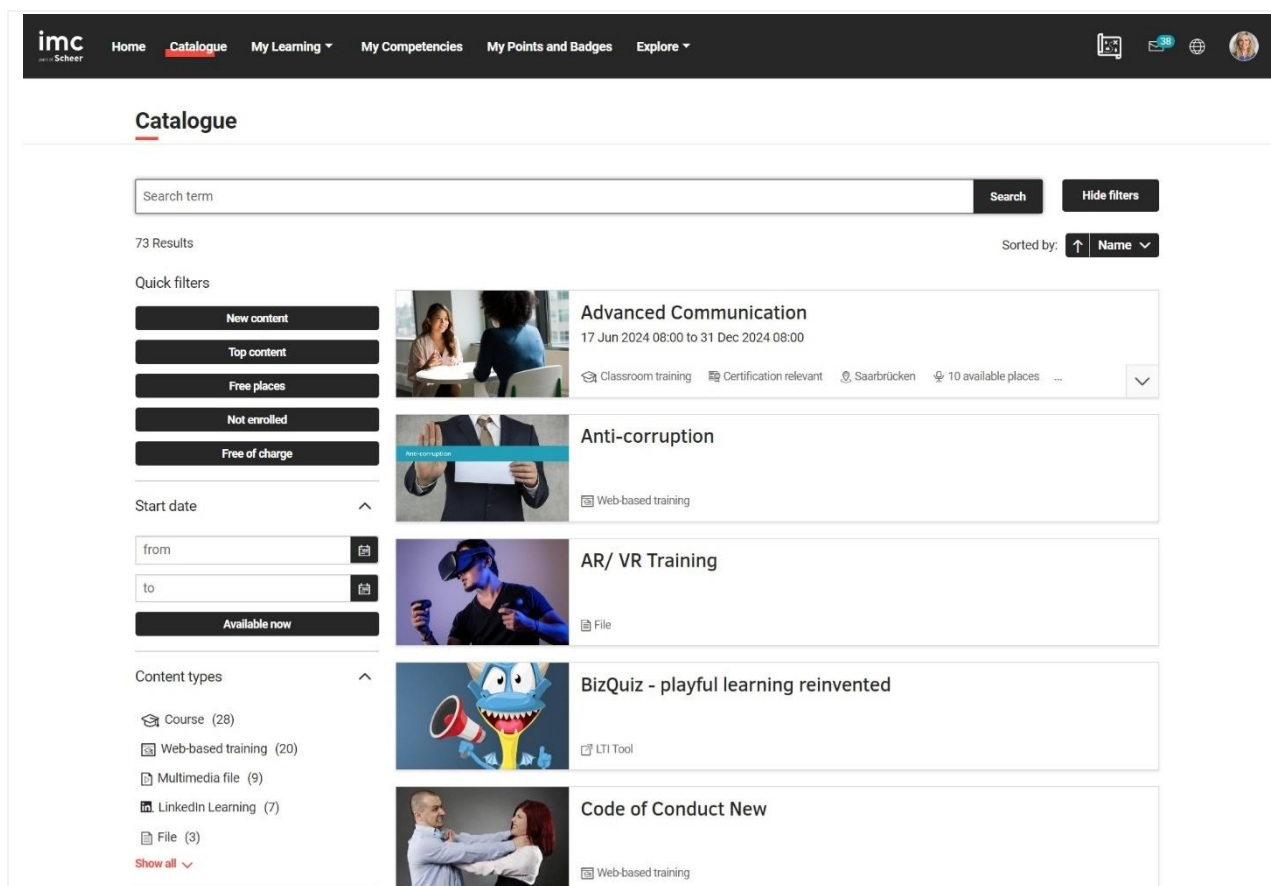 imc
part of Scheer
Home Catalogue My Learning My Competencies My Points and Badges Explore
38
Catalogue
Search term
Search
Hide filters
73 Results
Sorted by: ↑ Name
Quick filters
New content
Top content
Free places
Not enrolled
Free of charge
Start date
from
to
Available now
Content types
Course (28)
Web-based training (20)
Multimedia file (9)
in LinkedIn Learning (7)
File (3)
Show all
Advanced Communication
17 Jun 2024 08:00 to 31 Dec 2024 08:00
Classroom training Certification relevant Saarbrücken 10 available places ...
Anti-corruption
Anti-corruption
Web-based training
AR/ VR Training
File
BizQuiz - playful learning reinvented
LTI Tool
Code of Conduct New
Web-based training